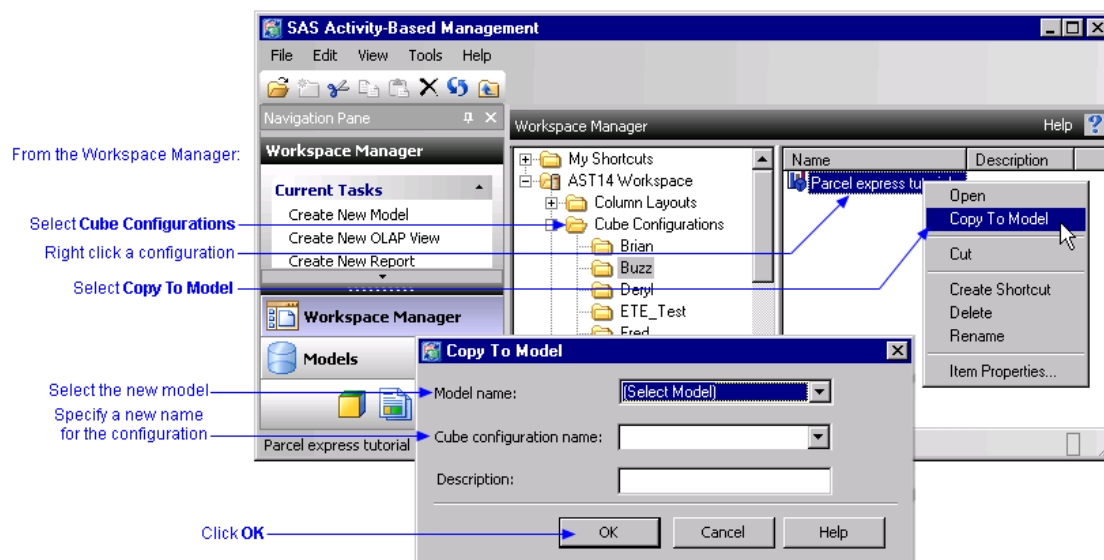 SAS Activity-Based Management
File Edit View Tools Help
Navigation Pane
Workspace Manager
Help
From the Workspace Manager:
Workspace Manager
Current Tasks
Create New Model
Create New OLAP View
Create New Report
Workspace Manager
Models
Parcel express tutorial
My Shortcuts
AST14 Workspace
Column Layouts
Cube Configurations
Brian
Buzz
Deryl
ETE_Test
Fred
Name Description
Parcel express tutorial
Open
Copy To Model
Cut
Create Shortcut
Delete
Rename
Item Properties...
Select Cube Configurations
Right click a configuration
Select Copy To Model
Select the new model
Specify a new name
for the configuration
Click OK
Copy To Model
Model name:
(Select Model)
Cube configuration name:
Description:
OK Cancel Help